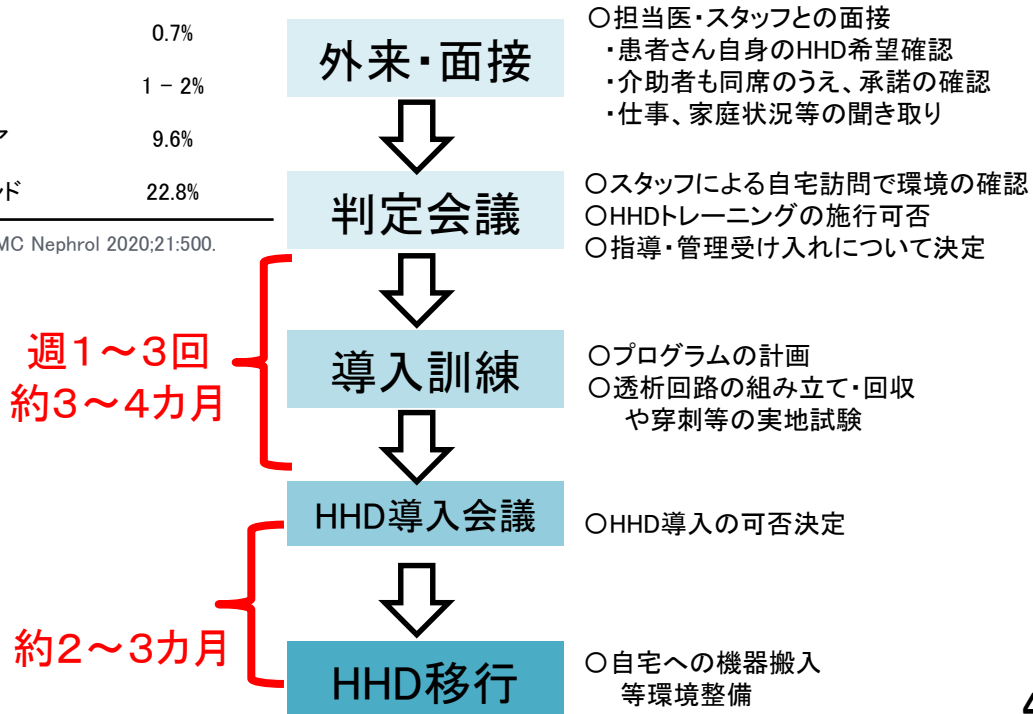 0.7%
1 – 2%
9.6%
ド 22.8%
MC Nephrol 2020;21:500.
外来・面接
〇担当医・スタッフとの面接
・患者さん自身のHHD希望確認
・介助者も同席のうえ、承諾の確認
・仕事、家庭状況等の聞き取り
判定会議
〇スタッフによる自宅訪問で環境の確認
〇HHDトレーニングの施行可否
〇指導・管理受け入れについて決定
週1~3回
約3~4カ月
導入訓練
〇プログラムの計画
〇透析回路の組み立て・回収
や穿刺等の実地試験
HHD導入会議
〇HHD導入の可否決定
約2~3カ月
HHD移行
〇自宅への機器搬入
等環境整備